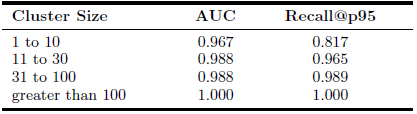 Cluster Size AUC Recall@p95
1 to 10 0.967 0.817
11 to 30 0.988 0.965
31 to 100 0.988 0.989
greater than 100 1.000 1.000